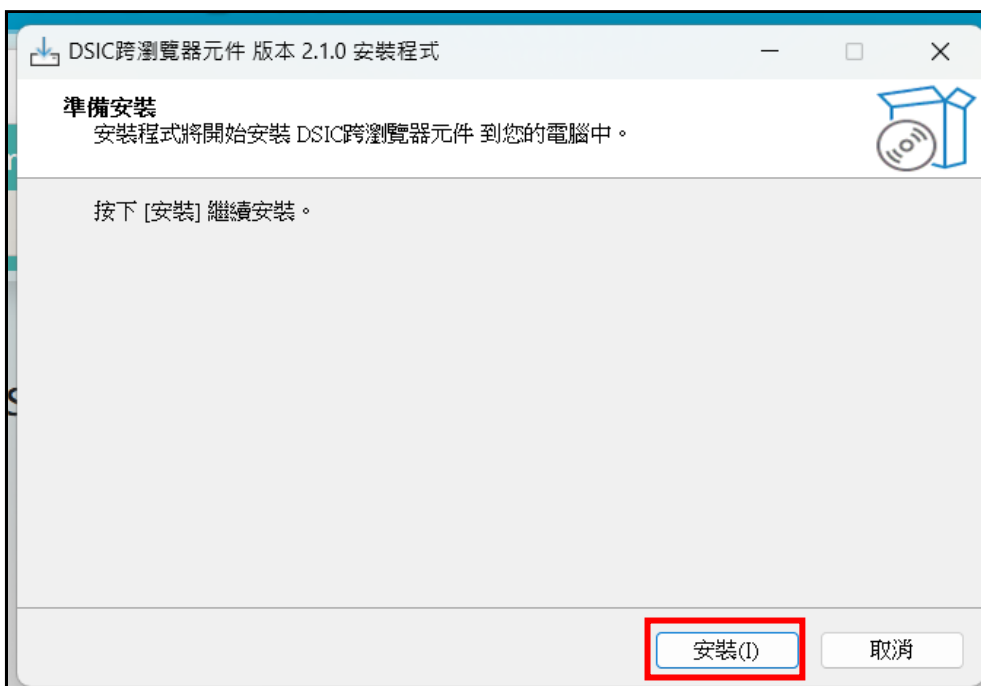 DSIC跨瀏覽器元件 版本 2.1.0 安裝程式
準備安裝
安裝程式將開始安裝 DSIC跨瀏覽器元件 到您的電腦中。
按下 [安裝] 繼續安裝。
安裝(I)
取消